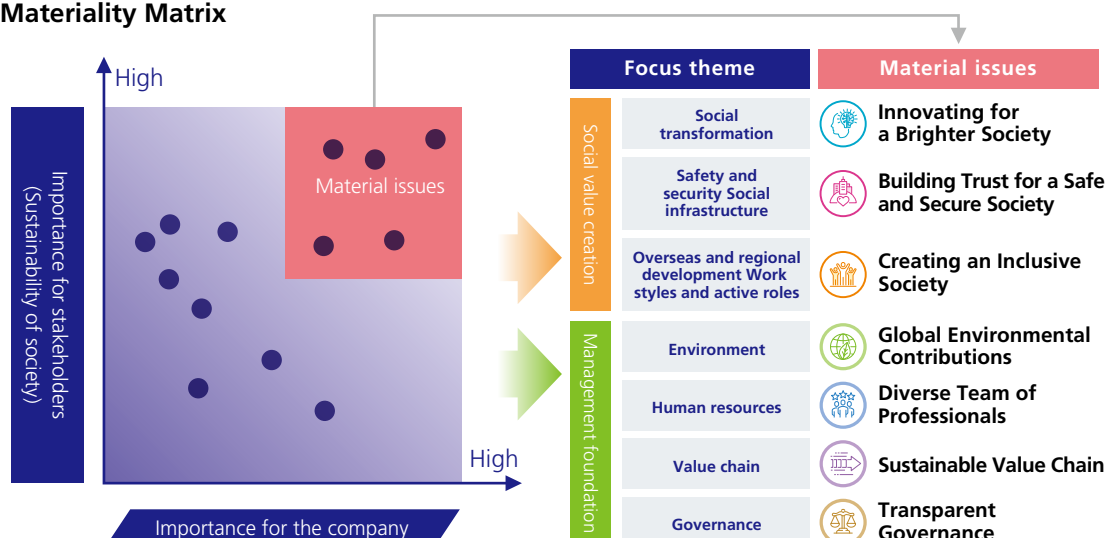 Materiality Matrix
High
Importance for stakeholders
(Sustainability of society)
Material issues
High
Importance for the company
Focus theme
Material issues
Social value creation
Social
transformation
Innovating for
a Brighter Society
Safety and
security Social
infrastructure
Building Trust for a Safe
and Secure Society
Overseas and regional
development Work
styles and active roles
Creating an Inclusive
Society
Management foundation
Environment
Global Environmental
Contributions
Human resources
Diverse Team of
Professionals
Value chain
Sustainable Value Chain
Governance
Transparent
Governance